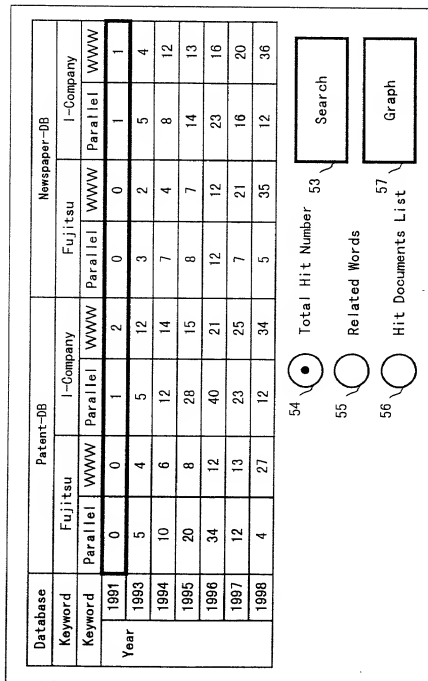 Database Patent-DB Newspaper-DB
Keyword Fujitsu I-Company Fujitsu I-Company
Keyword Parallel WWW Parallel WWW Parallel WWW Parallel WWW
Year
1991 0 0 1 2 0 0 1 1
1993 5 4 5 12 3 2 5 4
1994 10 6 12 14 7 4 8 12
1995 20 8 28 15 8 7 14 13
1996 34 12 40 21 12 12 23 16
1997 12 13 23 25 7 21 16 20
1998 4 27 12 34 5 35 12 36
54 Total Hit Number 53 Search
55 Related Words
56 Hit Documents List 57 Graph